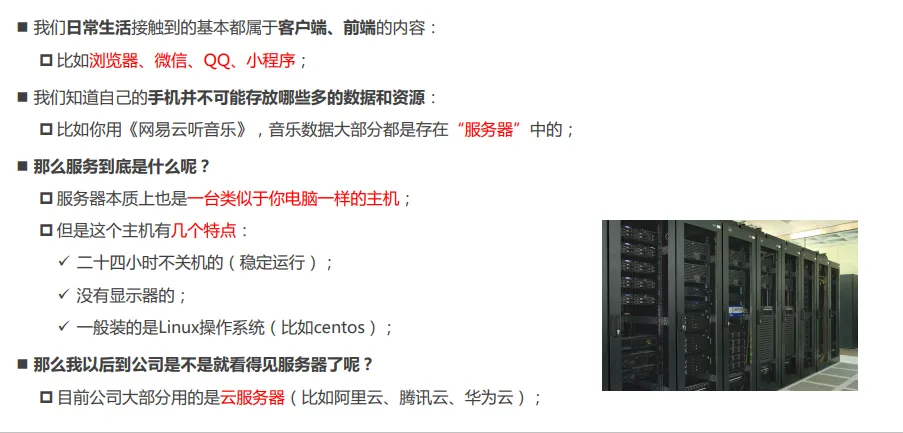 我们日常生活接触到的基本都属于客户端、前端的内容：
比如浏览器、微信、QQ、小程序；
我们知道自己的手机并不可能存放哪些多的数据和资源：
比如你用《网易云听音乐》，音乐数据大部分都是存在“服务器”中的；
那么服务到底是什么呢？
服务器本质上也是一台类似于你电脑一样的主机；
但是这个主机有几个特点：
二十四小时不关机的（稳定运行）；
没有显示器的；
一般装的是Linux操作系统（比如centos）；
那么我以后到公司是不是就看得见服务器了呢？
目前公司大部分用的是云服务器（比如阿里云、腾讯云、华为云）；